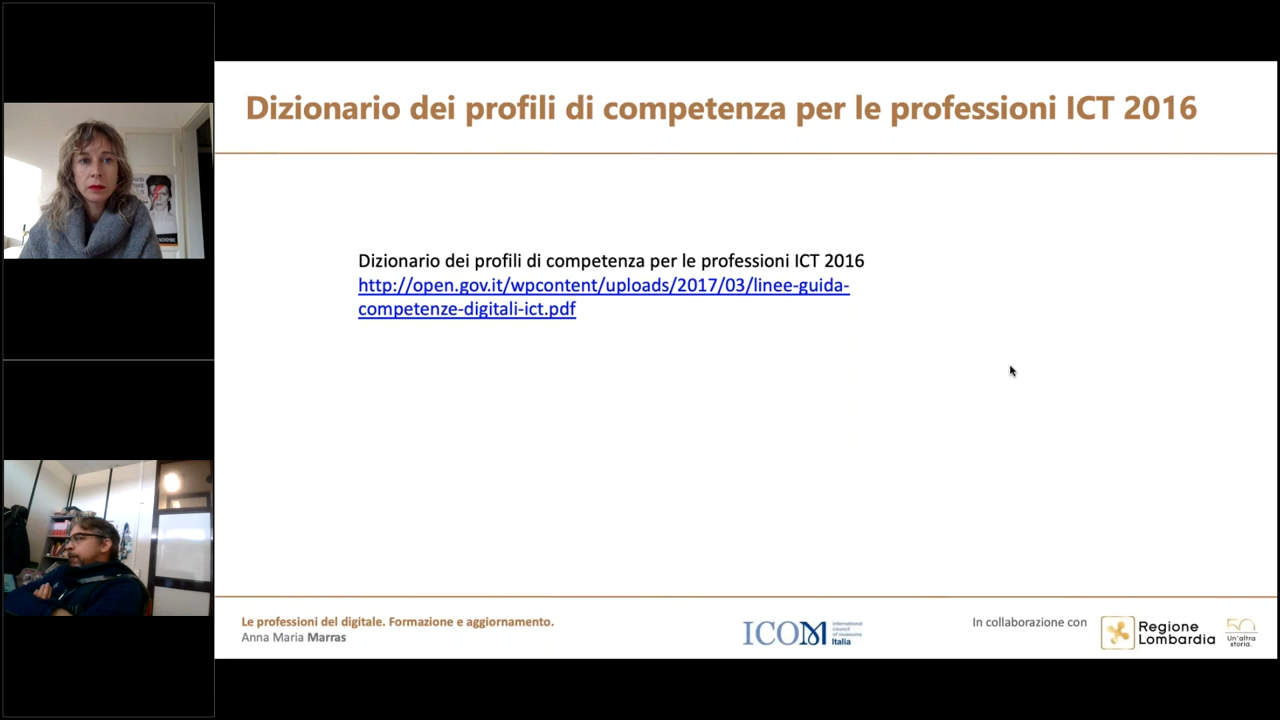 Dizionario dei profili di competenza per le professioni ICT 2016
Dizionario dei profili di competenza per le professioni ICT 2016
http://open.gov.it/wpcontent/uploads/2017/03/linee-guida-
competenze-digitali-ict.pdf
Le professioni del digitale. Formazione e aggiornamento.
Anna Maria Marras
ICOM
international
council
of museums
Italia
In collaborazione con
Regione
Lombardia
50
Un'altra
storia.